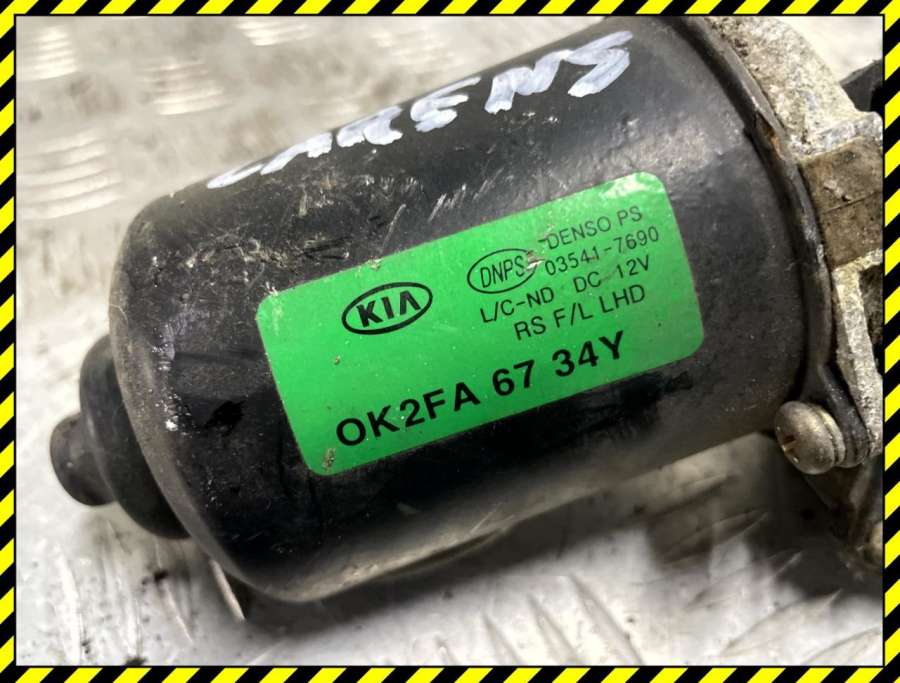 CARENS
KIA
DNPS
DENSO PS
03541-7690
L/C-ND DC 12V
RS F/L LHD
OK2FA 67 34Y